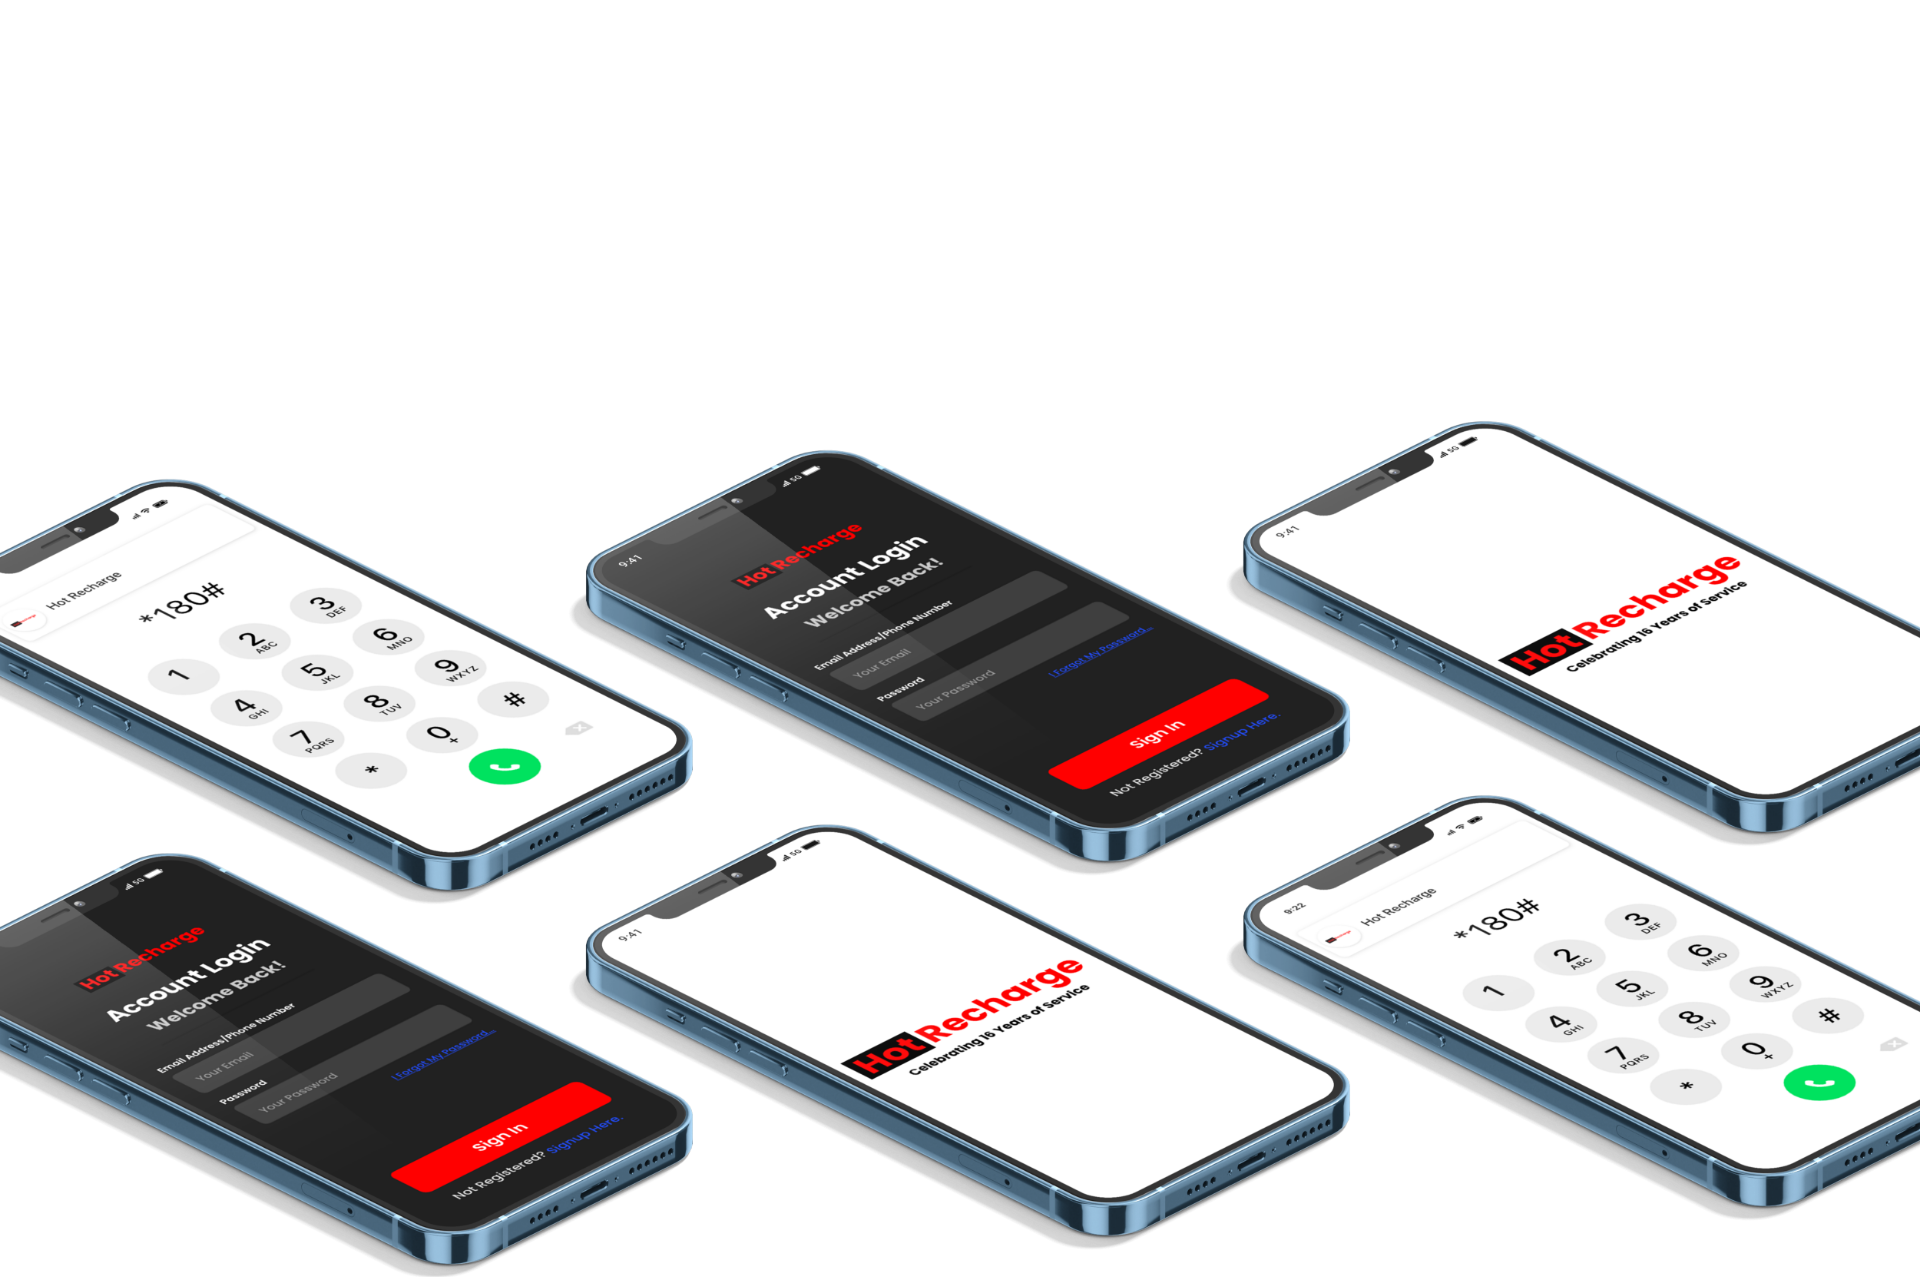 Hot Recharge
*180#
1
2
ABC
3
DEF
4
GHI
5
JKL
6
MNO
7
PQRS
8
TUV
9
WXYZ
*
0
+
#
9:41
5G
Hot Recharge
Account Login
Welcome Back!
Email Address/Phone Number
Your Email
Password
Your Password
I Forgot My Password...
Sign In
Not Registered? Signup Here.
9:41
5G
Hot Recharge
Celebrating 16 Years of Service
5G
Hot Recharge
Account Login
Welcome Back!
Email Address/Phone Number
Your Email
Password
Your Password
I Forgot My Password...
Sign In
Not Registered? Signup Here.
9:41
5G
Hot Recharge
Celebrating 16 Years of Service
9:22
Hot Recharge
*180#
1
2
ABC
3
DEF
4
GHI
5
JKL
6
MNO
7
PQRS
8
TUV
9
WXYZ
*
0
+
#